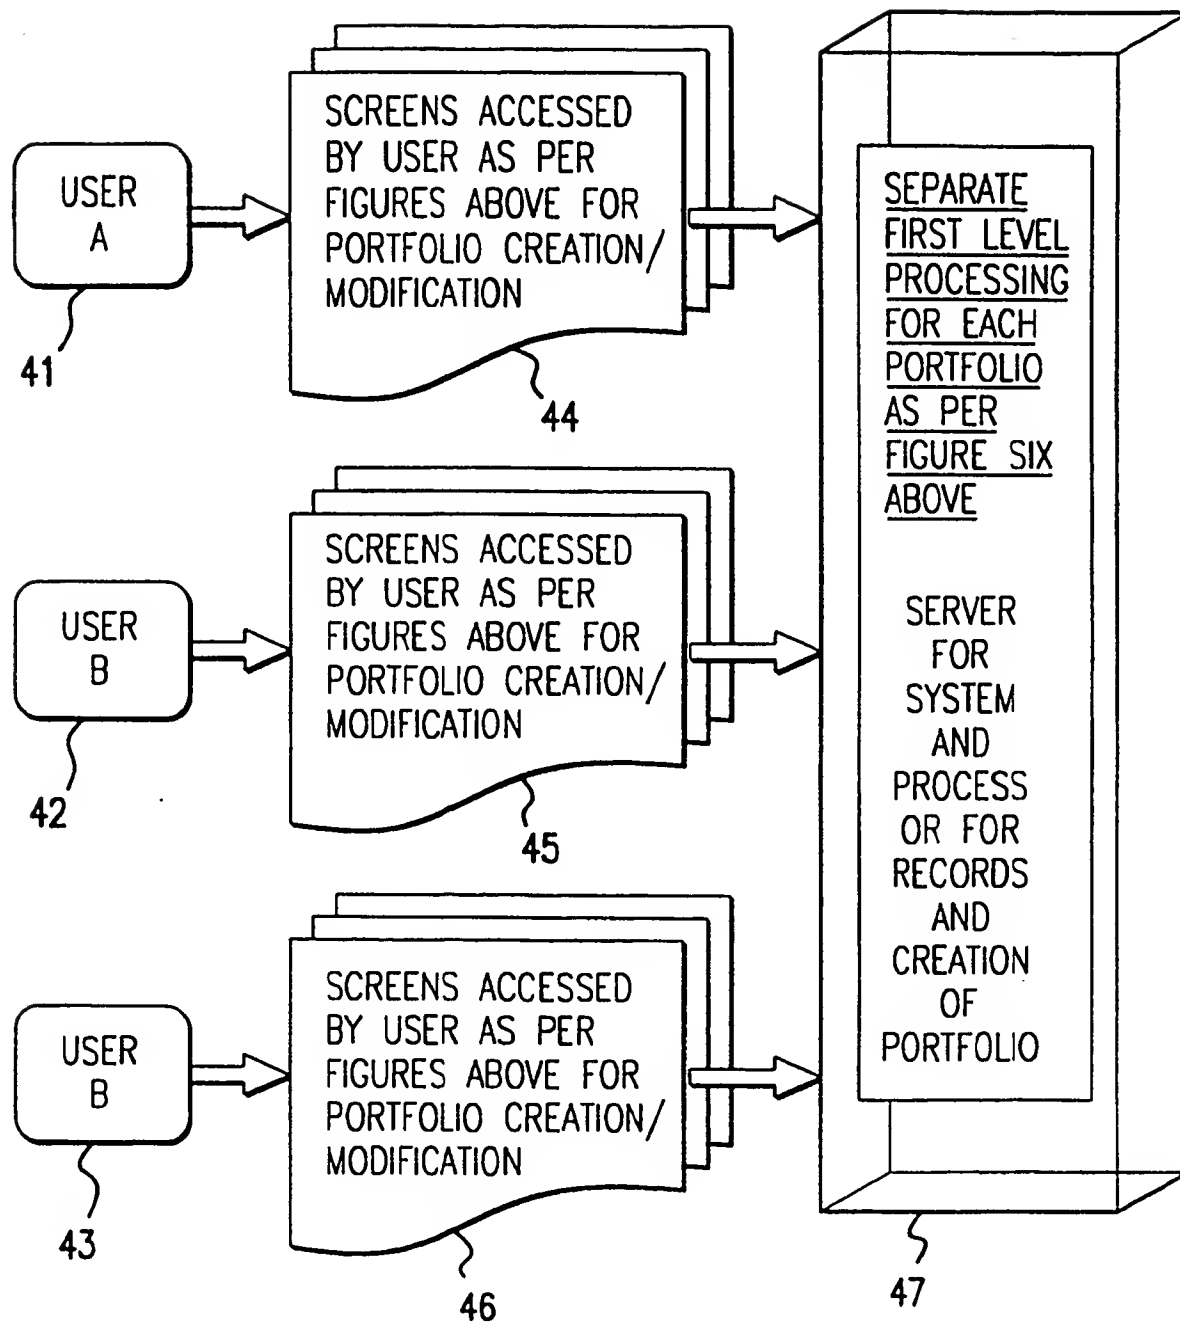 USER
A
41
SCREENS ACCESSED
BY USER AS PER
FIGURES ABOVE FOR
PORTFOLIO CREATION/
MODIFICATION
44
USER
B
42
SCREENS ACCESSED
BY USER AS PER
FIGURES ABOVE FOR
PORTFOLIO CREATION/
MODIFICATION
45
USER
B
43
SCREENS ACCESSED
BY USER AS PER
FIGURES ABOVE FOR
PORTFOLIO CREATION/
MODIFICATION
46
SEPARATE
FIRST LEVEL
PROCESSING
FOR EACH
PORTFOLIO
AS PER
FIGURE SIX
ABOVE
SERVER
FOR
SYSTEM
AND
PROCESS
OR FOR
RECORDS
AND
CREATION
OF
PORTFOLIO
47